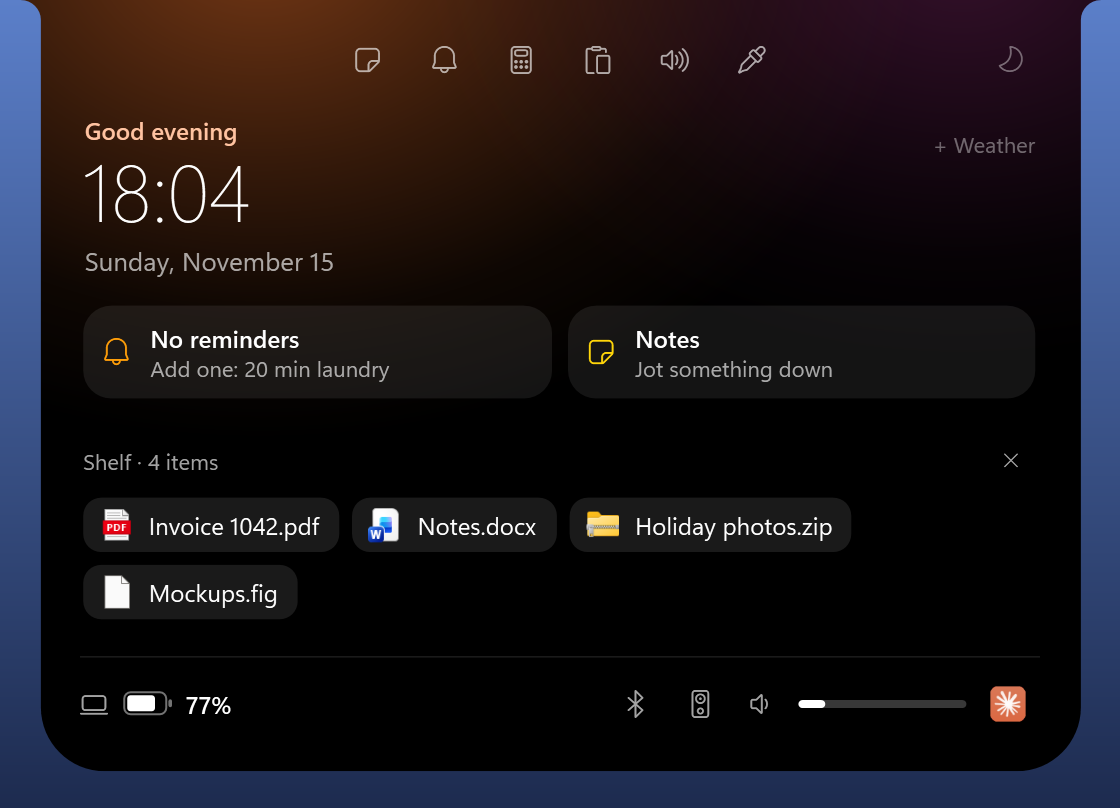 Good evening
+ Weather
18:04
Sunday, November 15
No reminders
Add one: 20 min laundry
Notes
Jot something down
Shelf · 4 items
PDF
Invoice 1042.pdf
W
Notes.docx
Holiday photos.zip
Mockups.fig
77%